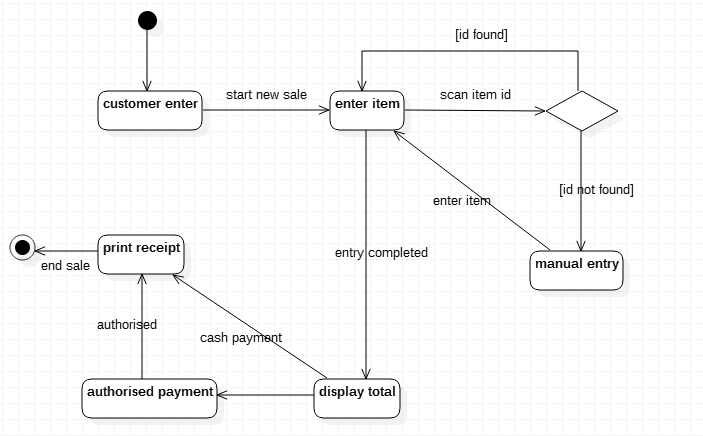 [id found]
customer enter
start new sale
enter item
scan item id
[id not found]
enter item
manual entry
entry completed
print receipt
end sale
authorised
cash payment
authorised payment
display total